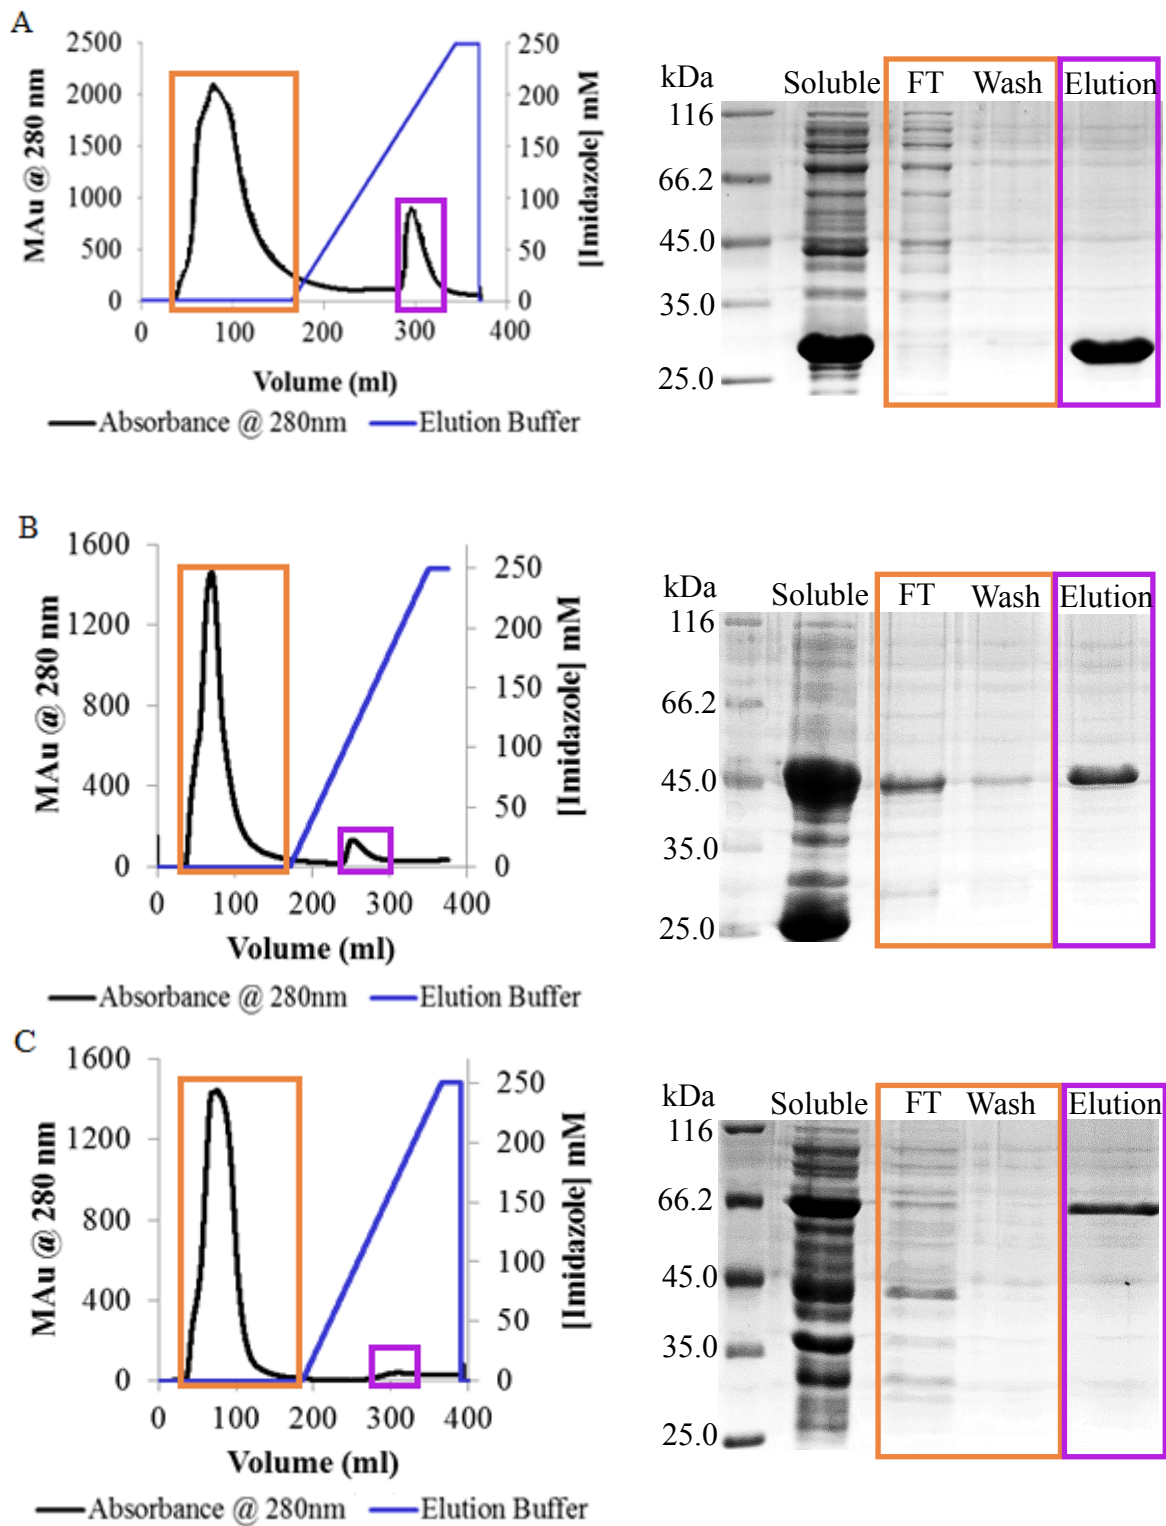 A
MAu @ 280 nm
2500
2000
1500
1000
500
0
250
200
150
100
50
0
[Imidazole] mM
0 100 200 300 400
Volume (ml)
Absorbance @ 280nm Elution Buffer
kDa Soluble FT Wash Elution
116
66.2
45.0
35.0
25.0
B
MAu @ 280 nm
1600
1200
800
400
0
250
200
150
100
50
0
[Imidazole] mM
0 100 200 300 400
Volume (ml)
Absorbance @ 280nm Elution Buffer
kDa Soluble FT Wash Elution
116
66.2
45.0
35.0
25.0
C
MAu @ 280 nm
1600
1200
800
400
0
250
200
150
100
50
0
[Imidazole] mM
0 100 200 300 400
Volume (ml)
Absorbance @ 280nm Elution Buffer
kDa Soluble FT Wash Elution
116
66.2
45.0
35.0
25.0